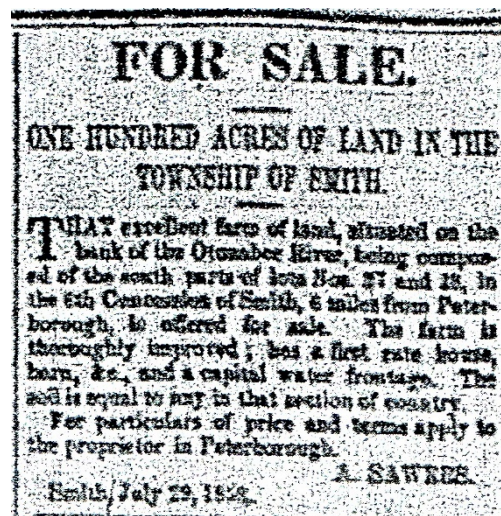 FOR SALE.
ONE HUNDRED ACRES OF LAND IN THE
TOWNSHIP OF SMITH.
THAT excellent farm of land, situated on the
bank of the Otonabee River, being compos-
ed of the south parts of lots Nos. 27 and in
the 6th Concession of Smith, 6 miles from Peter-
borough, is offered for sale. The farm is
thoroughly improved; has a first rate house,
barn, &c., and a capital water frontage. The
soil is equal to any in that section of country.
For particulars of price and terms apply to
the proprietor in Peterborough.
A.
Smith, July 29,